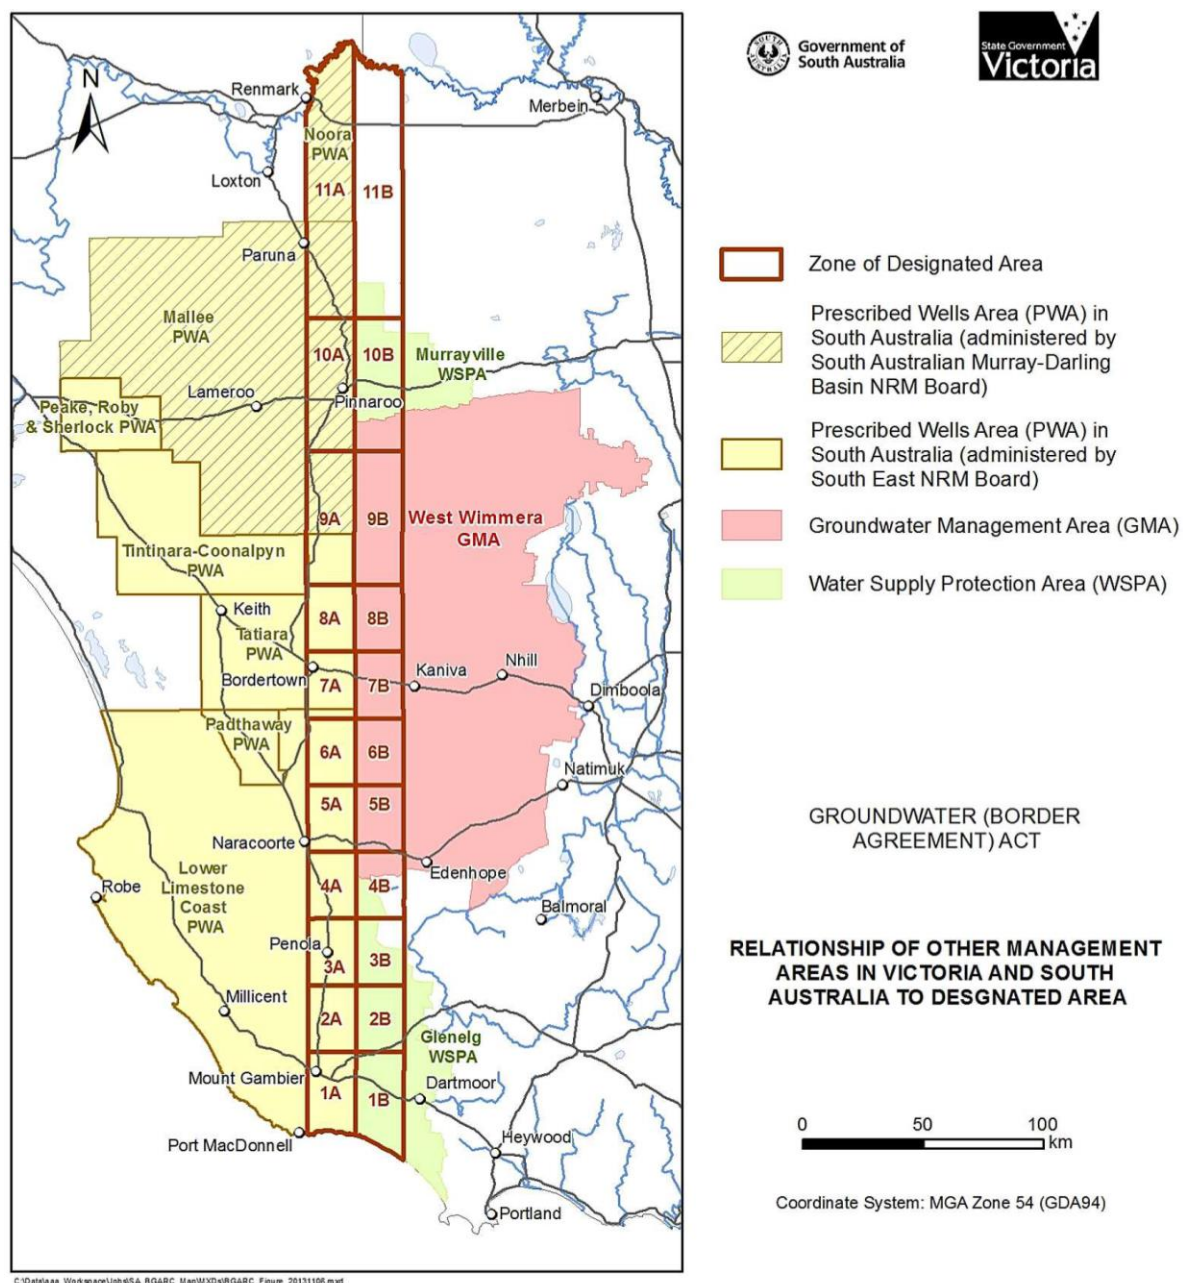 SOUTH
AUSTRALIA
Government of
South Australia
State Government
Victoria
N
Renmark
Merbein
Noora
PWA
Loxton
11A
11B
Paruna
Mallee
PWA
10A
10B
Murrayville
WSPA
Lameroo
Pinnaroo
Peake, Roby
& Sherlock PWA
9A
9B
West Wimmera
GMA
Tintinara-Coonalpyn
PWA
Keith
8A
8B
Tatiara
PWA
Bordertown
7A
7B
Kaniva
Nhill
Dimboola
Padthaway
PWA
6A
6B
Natimuk
5A
5B
Naracoorte
Edenhope
Lower
Limestone
Coast
PWA
4A
4B
Robe
Balmoral
Penola
3A
3B
Millicent
2A
2B
Glenelg
WSPA
Mount Gambier
1A
1B
Dartmoor
Port MacDonnell
Heywood
Portland
Zone of Designated Area
Prescribed Wells Area (PWA) in
South Australia (administered by
South Australian Murray-Darling
Basin NRM Board)
Prescribed Wells Area (PWA) in
South Australia (administered by
South East NRM Board)
Groundwater Management Area (GMA)
Water Supply Protection Area (WSPA)
GROUNDWATER (BORDER
AGREEMENT) ACT
RELATIONSHIP OF OTHER MANAGEMENT
AREAS IN VICTORIA AND SOUTH
AUSTRALIA TO DESGNATED AREA
0 50 100
km
Coordinate System: MGA Zone 54 (GDA94)